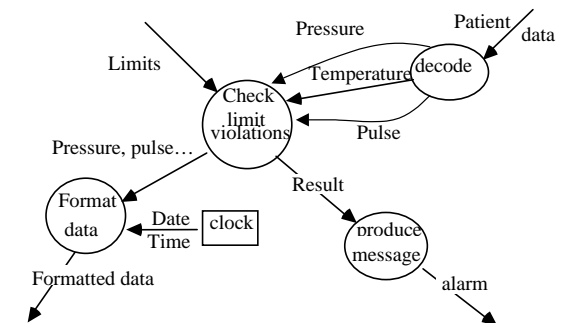 Patient
data
Pressure
decode
Limits
Temperature
Check
limit
violations
Pulse
Pressure, pulse…
Result
Format
data
Date
Time
clock
produce
message
Formatted data
alarm